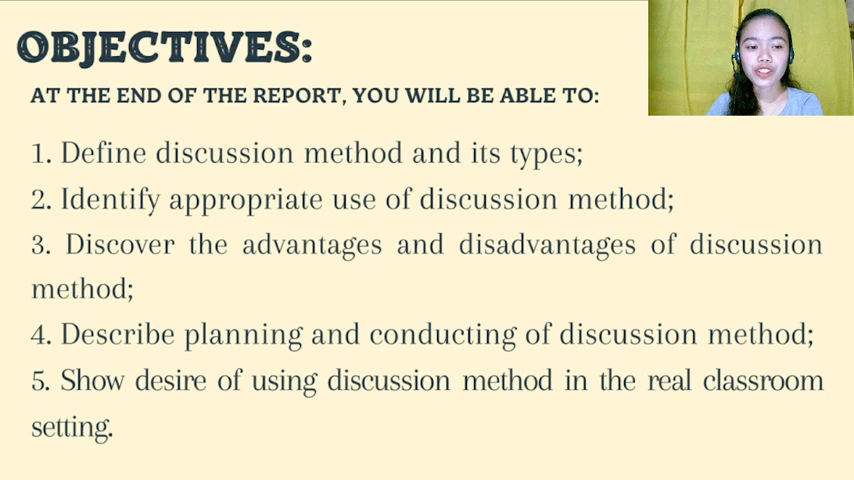 OBJECTIVES:
AT THE END OF THE REPORT, YOU WILL BE ABLE TO:
1. Define discussion method and its types;
2. Identify appropriate use of discussion method;
3. Discover the advantages and disadvantages of discussion
method;
4. Describe planning and conducting of discussion method;
5. Show desire of using discussion method in the real classroom
setting.